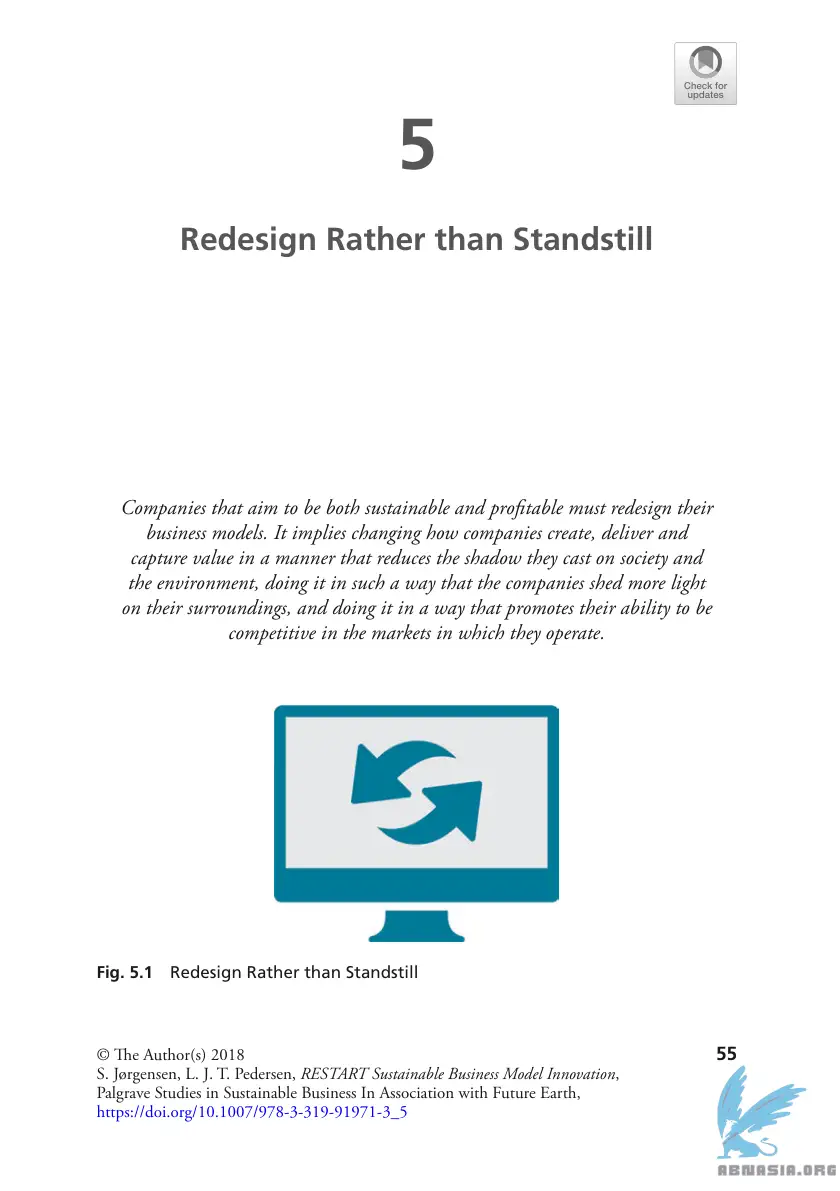 Check for
updates
5
Redesign Rather than Standstill
Companies that aim to be both sustainable and profitable must redesign their
business models. It implies changing how companies create, deliver and
capture value in a manner that reduces the shadow they cast on society and
the environment, doing it in such a way that the companies shed more light
on their surroundings, and doing it in a way that promotes their ability to be
competitive in the markets in which they operate.
Fig. 5.1 Redesign Rather than Standstill
© The Author(s) 2018
S. Jørgensen, L. J. T. Pedersen, RESTART Sustainable Business Model Innovation,
Palgrave Studies in Sustainable Business In Association with Future Earth,
https://doi.org/10.1007/978-3-319-91971-3_5
55
ABNASIA.ORG